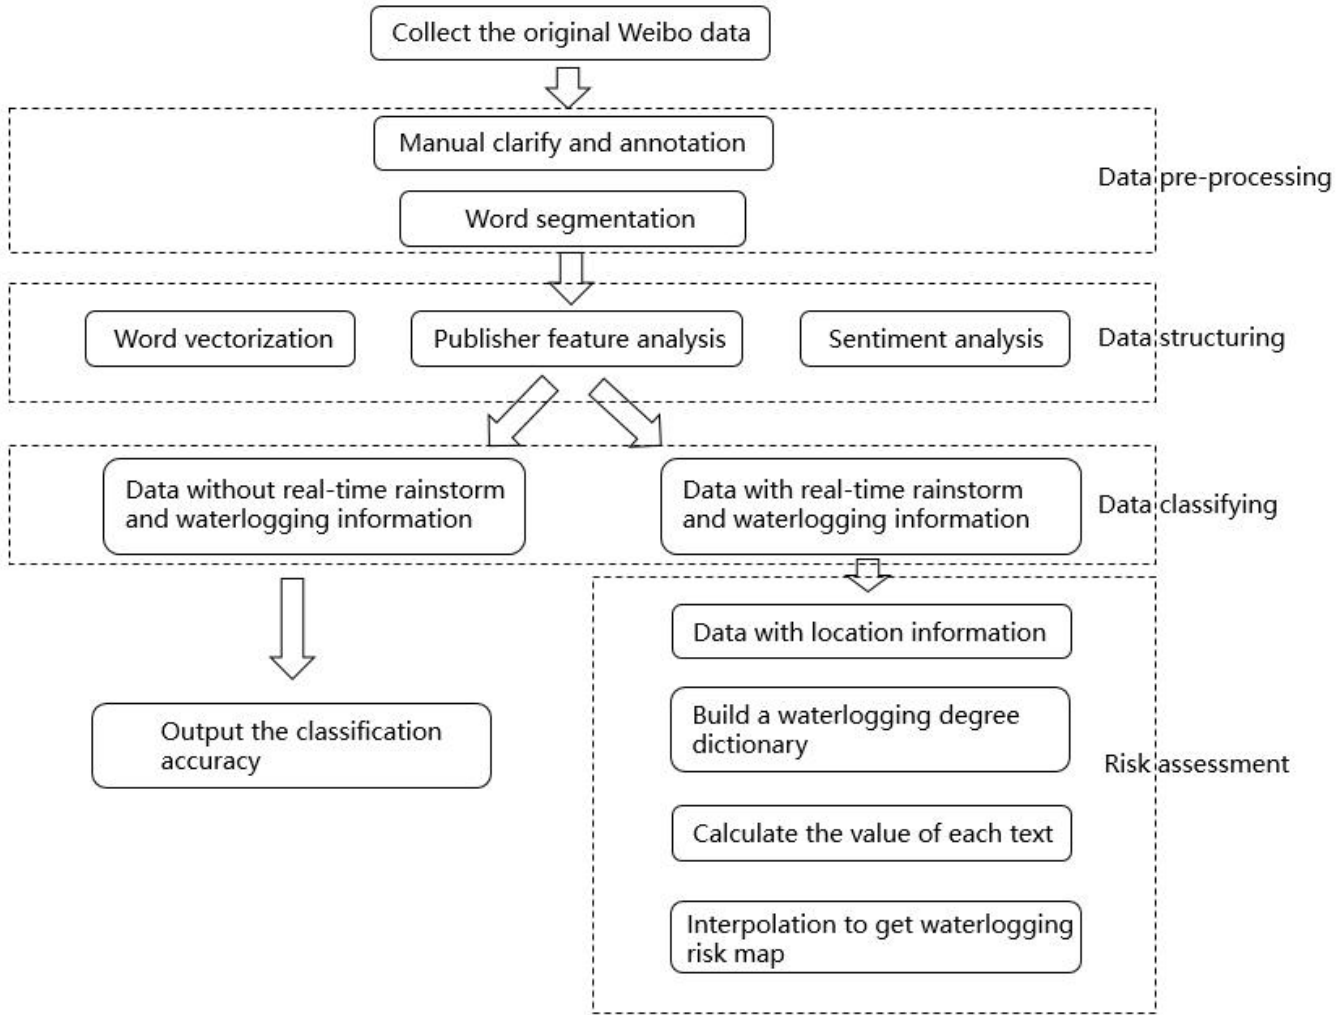 Collect the original Weibo data
Manual clarify and annotation
Data pre-processing
Word segmentation
Word vectorization
Publisher feature analysis
Sentiment analysis
Data structuring
Data without real-time rainstorm
and waterlogging information
Data with real-time rainstorm
and waterlogging information
Data classifying
Data with location information
Build a waterlogging degree
dictionary
Output the classification
accuracy
Risk assessment
Calculate the value of each text
Interpolation to get waterlogging
risk map